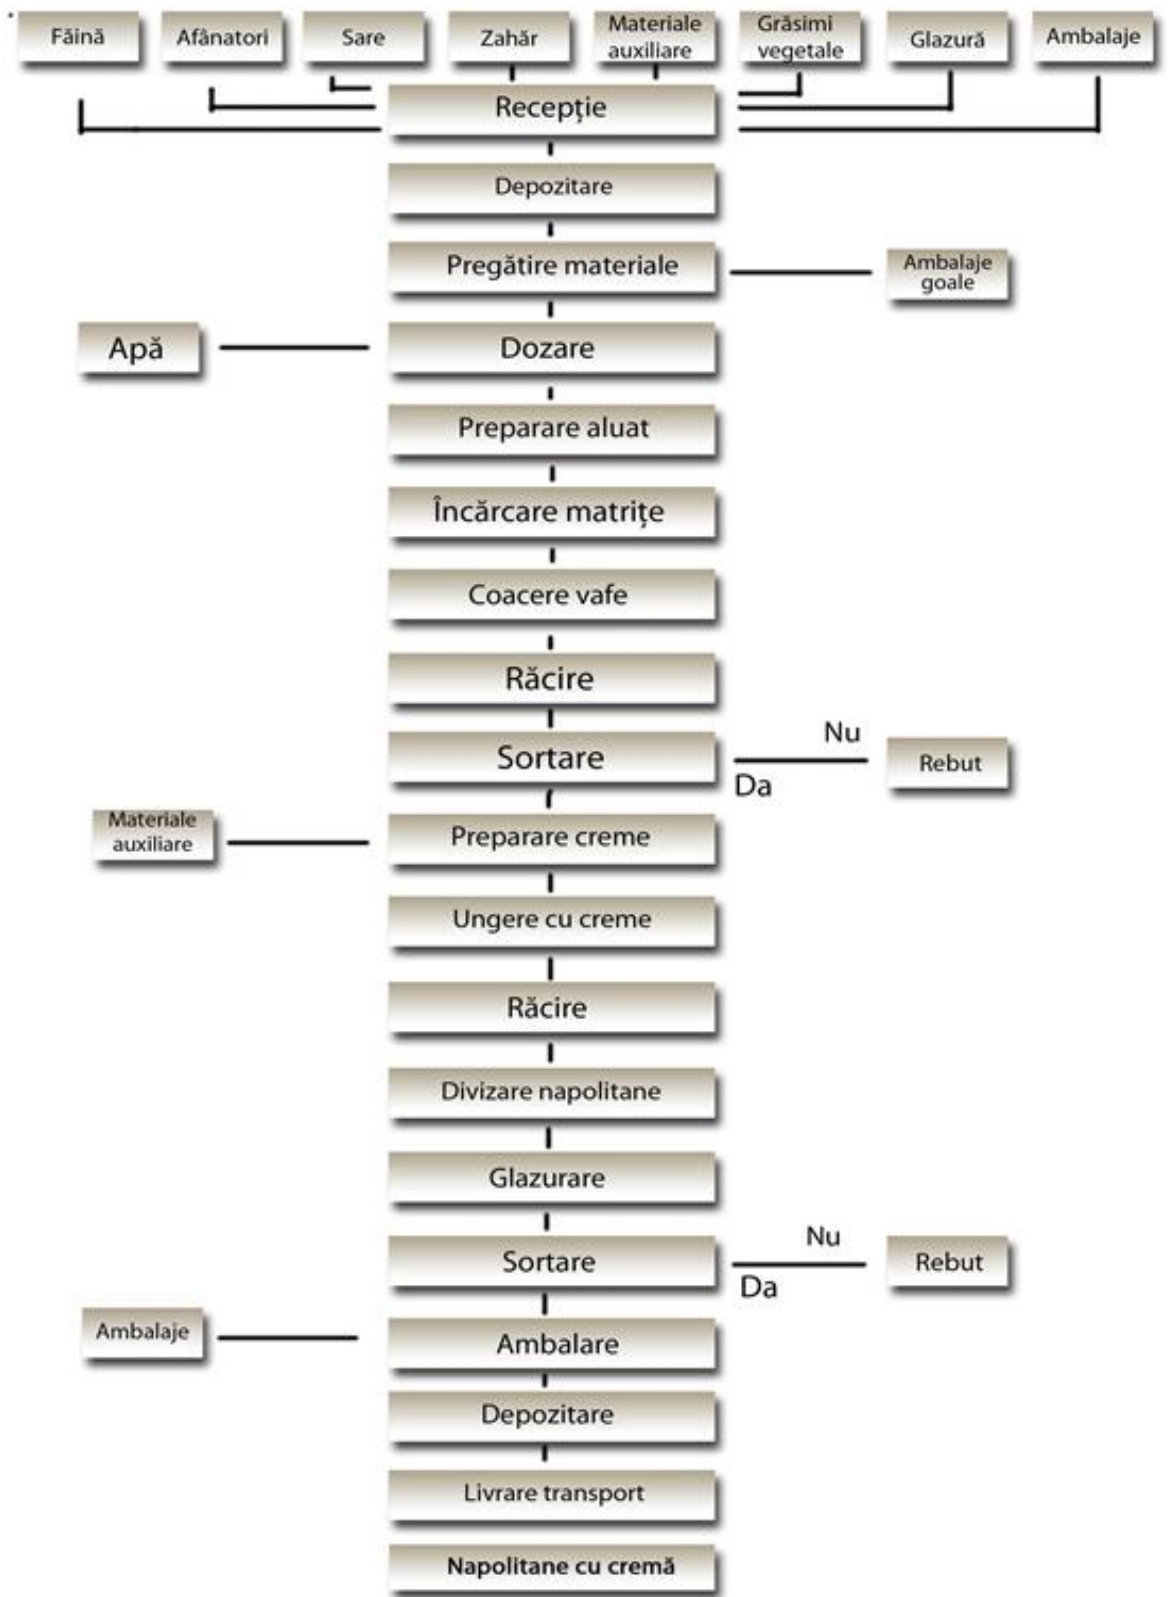 Făină
Afânatori
Sare
Zahăr
Materiale
auxiliare
Grăsimi
vegetale
Glazură
Ambalaje
Recepție
Depozitare
Pregătire materiale
Ambalaje
goale
Apă
Dozare
Preparare aluat
Încărcare matrițe
Coacere vafe
Răcire
Sortare
Nu
Da
Rebut
Materiale
auxiliare
Preparare creme
Ungere cu creme
Răcire
Divizare napolitane
Glazurare
Sortare
Nu
Da
Rebut
Ambalaje
Ambalare
Depozitare
Livrare transport
Napolitane cu cremă